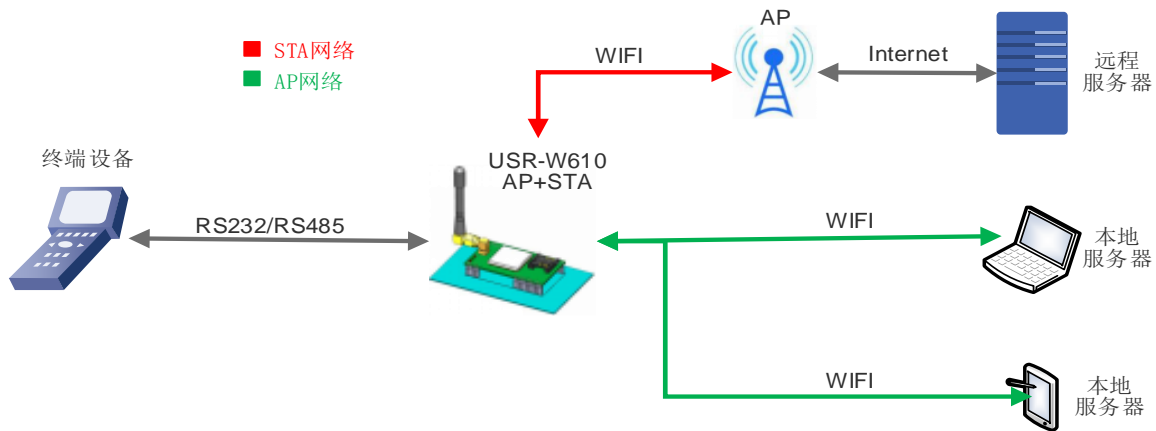 AP
STA网络
AP网络
WIFI
Internet
远程
服务器
终端设备
USR-W610
AP+STA
RS232/RS485
WIFI
本地
服务器
WIFI
本地
服务器